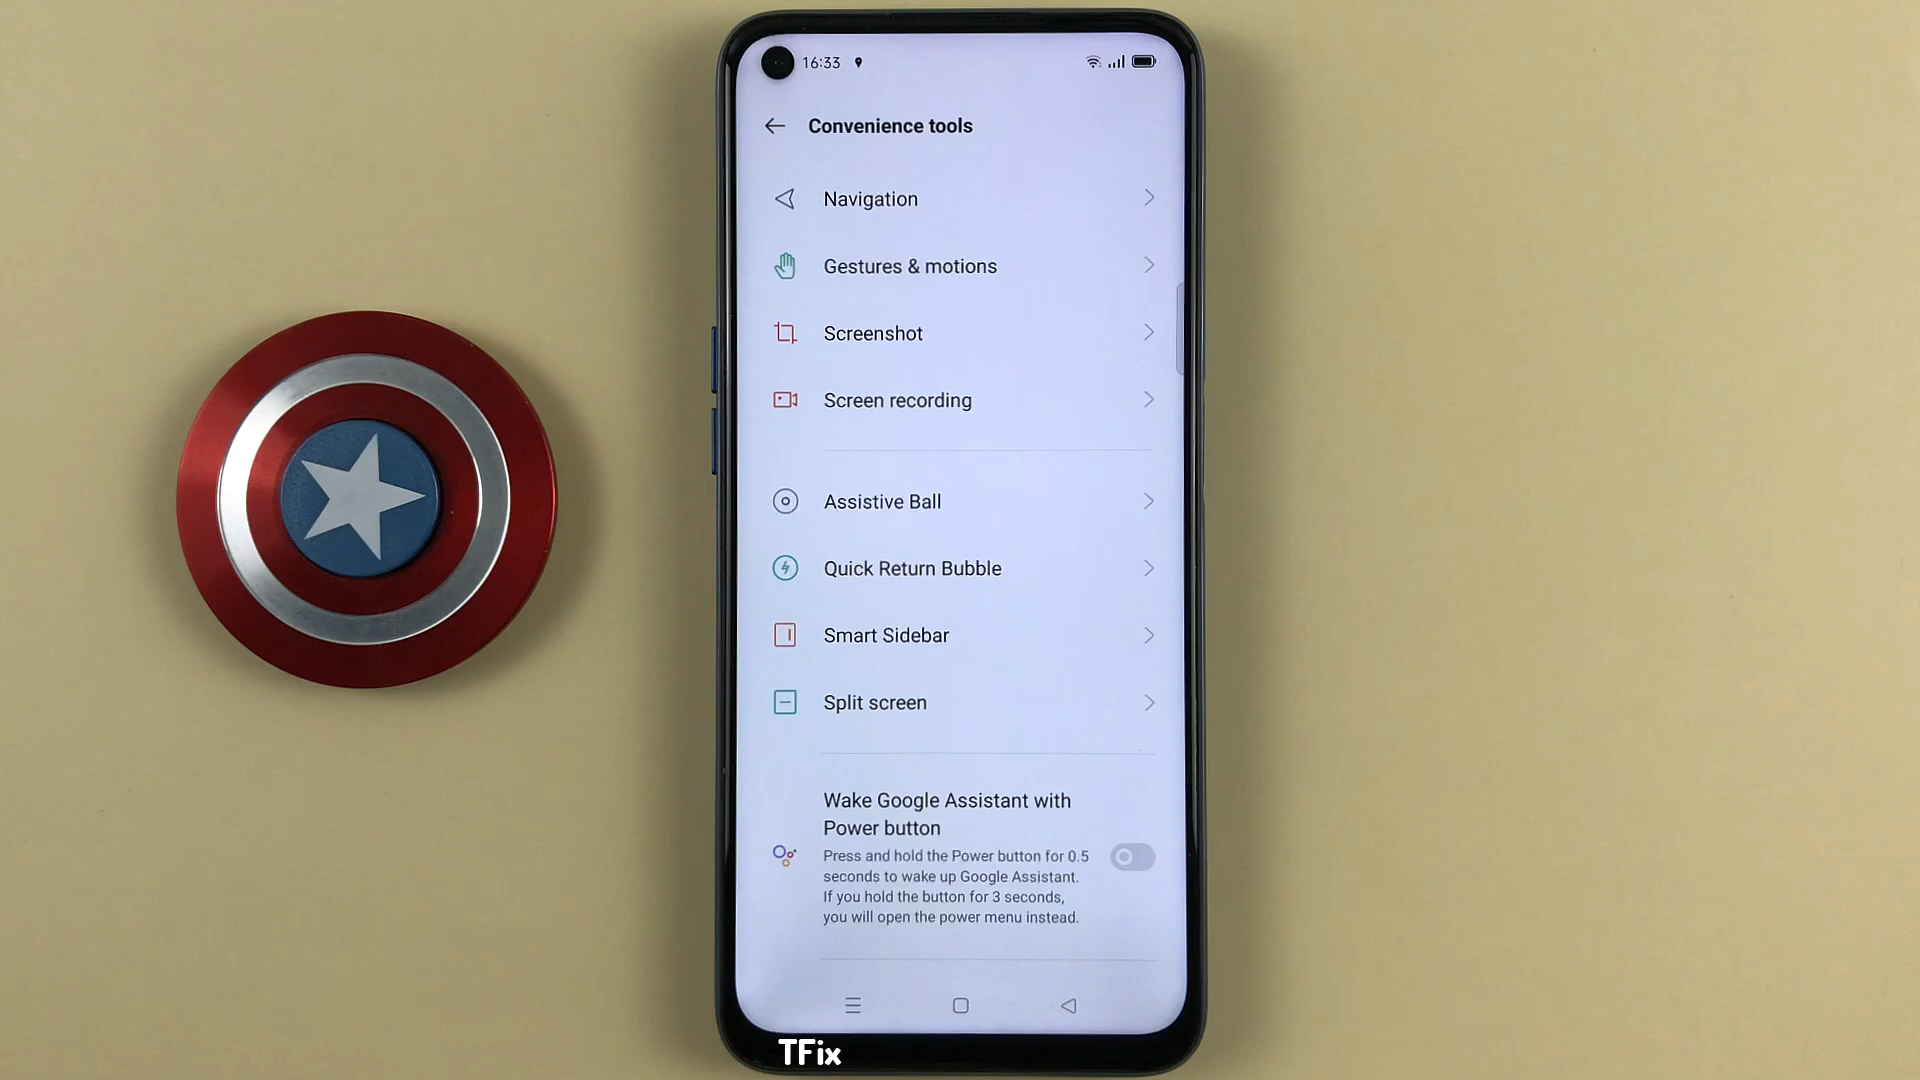 16:33
Convenience tools
Navigation
Gestures & motions
Screenshot
Screen recording
Assistive Ball
Quick Return Bubble
Smart Sidebar
Split screen
Wake Google Assistant with
Power button
Press and hold the Power button for 0.5
seconds to wake up Google Assistant.
If you hold the button for 3 seconds,
you will open the power menu instead.
TFix